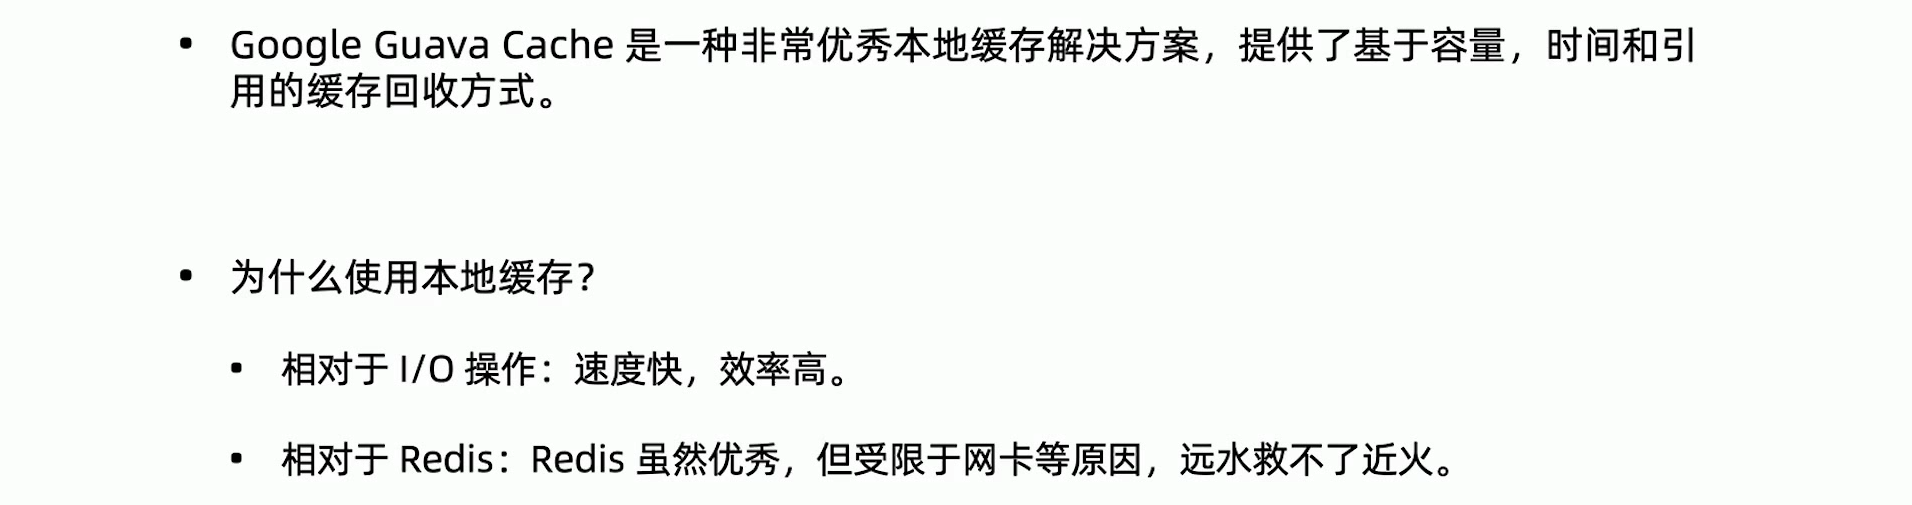 • Google Guava Cache 是一种非常优秀本地缓存解决方案，提供了基于容量，时间和引
用的缓存回收方式。
• 为什么使用本地缓存？
• 相对于 I/O 操作：速度快，效率高。
• 相对于 Redis：Redis 虽然优秀，但受限于网卡等原因，远水救不了近火。